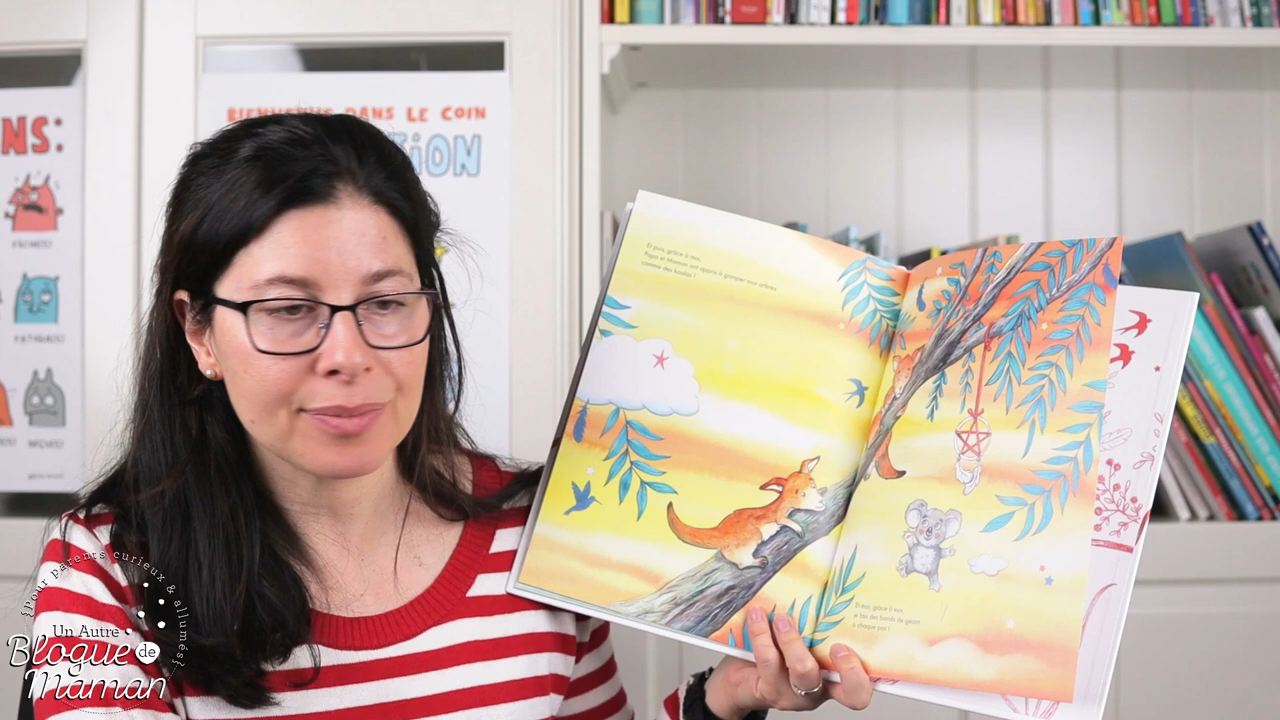 NS:
BIENVENUE DANS LE COIN
TION
Et puis, grâce à moi,
Papa et Maman ont appris à grimper aux arbres
comme des koalas !
Et moi, grâce à eux,
je fais des bonds de géant
à chaque pas !
{Pour parents curieux & allumés}
Un Autre
Blogue de
Maman